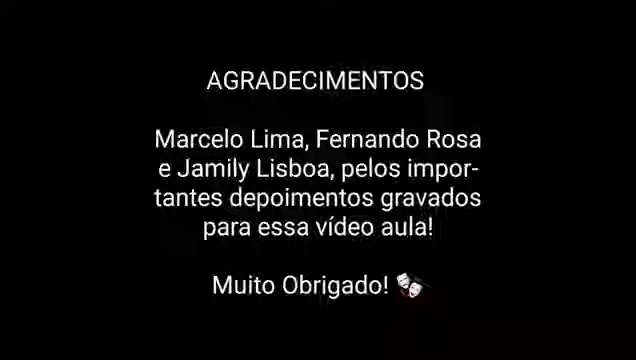 AGRADECIMENTOS
Marcelo Lima, Fernando Rosa
e Jamily Lisboa, pelos impor-
tantes depoimentos gravados
para essa vídeo aula!
Muito Obrigado! 🎭